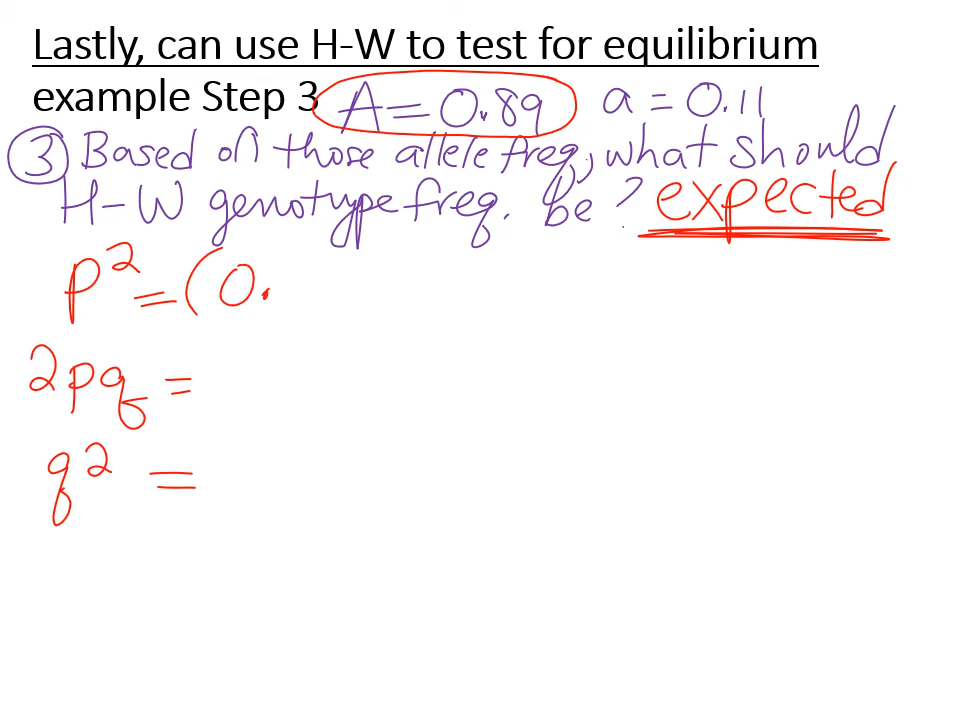 Lastly, can use H-W to test for equilibrium
example Step 3 A = 0.89 a = 0.11
③ Based on those allele freq., what should
H-W genotype freq. be? expected
p² = (0.
2pq =
q² =